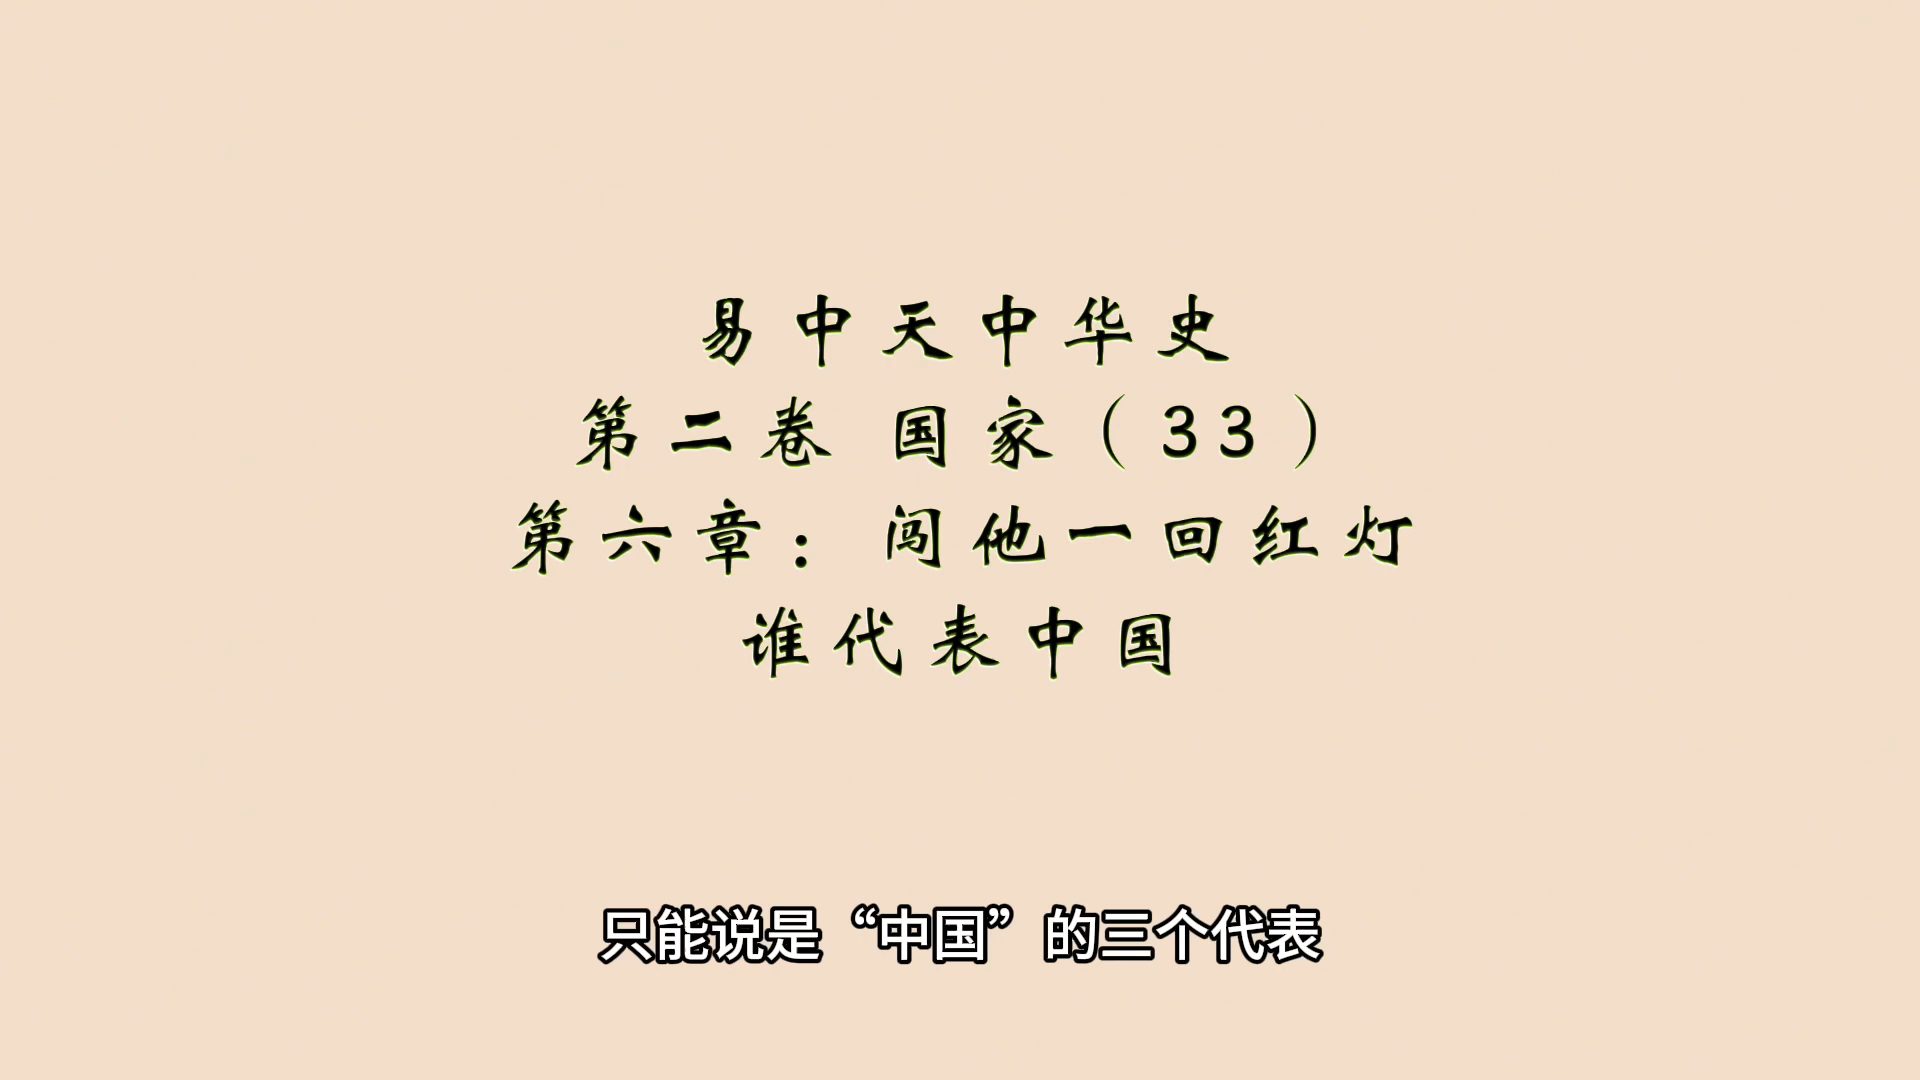 易中天中华史
第二卷 国家（33）
第六章：闯他一回红灯
谁代表中国
只能说是“中国”的三个代表